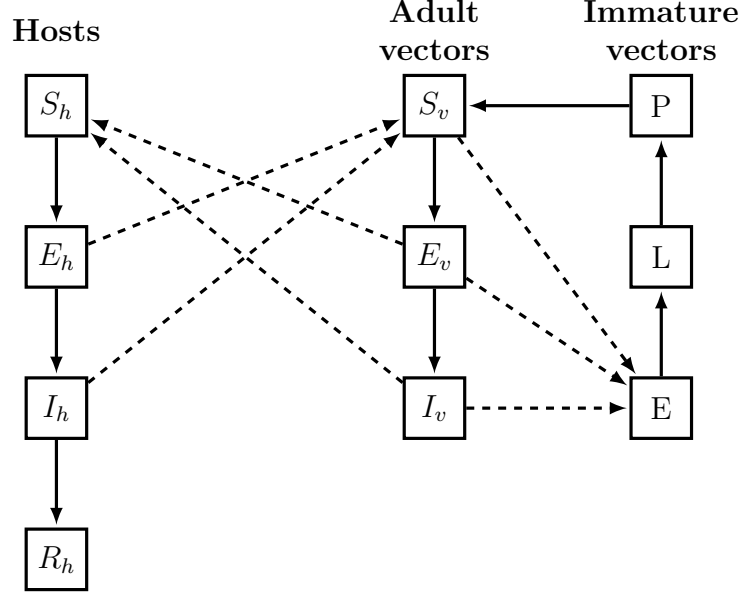 Hosts
Adult
vectors
Immature
vectors
S_h
S_v
P
E_h
E_v
L
I_h
I_v
E
R_h